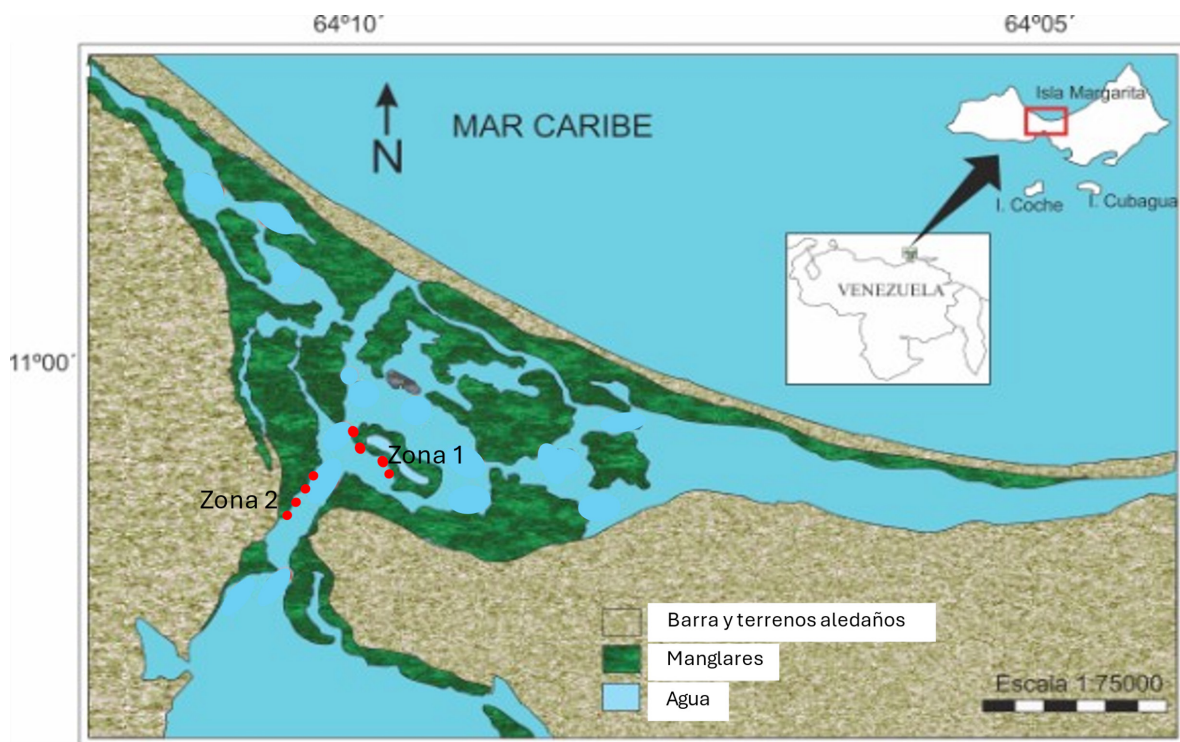 64º10´
64º05´
Isla Margarita
MAR CARIBE
N
I. Coche
I. Cubagua
VENEZUELA
11º00´
Zona 1
Zona 2
Barra y terrenos aledaños
Manglares
Agua
Escala 1:75000